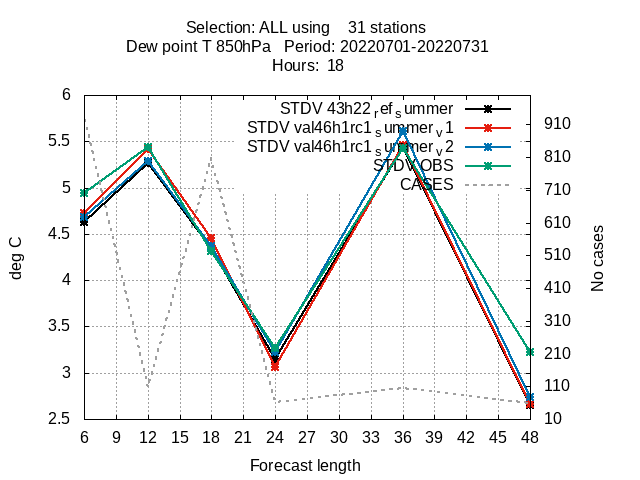 Selection: ALL using 31 stations
Dew point T 850hPa Period: 20220701-20220731
Hours: 18
STDV 43h22refsummer
STDV val46h1rc1summerv1
STDV val46h1rc1summerv2
STDV OBS
CASES
6
5.5
5
4.5
4
3.5
3
2.5
deg C
910
810
710
610
510
410
310
210
110
10
No cases
6 9 12 15 18 21 24 27 30 33 36 39 42 45 48
Forecast length